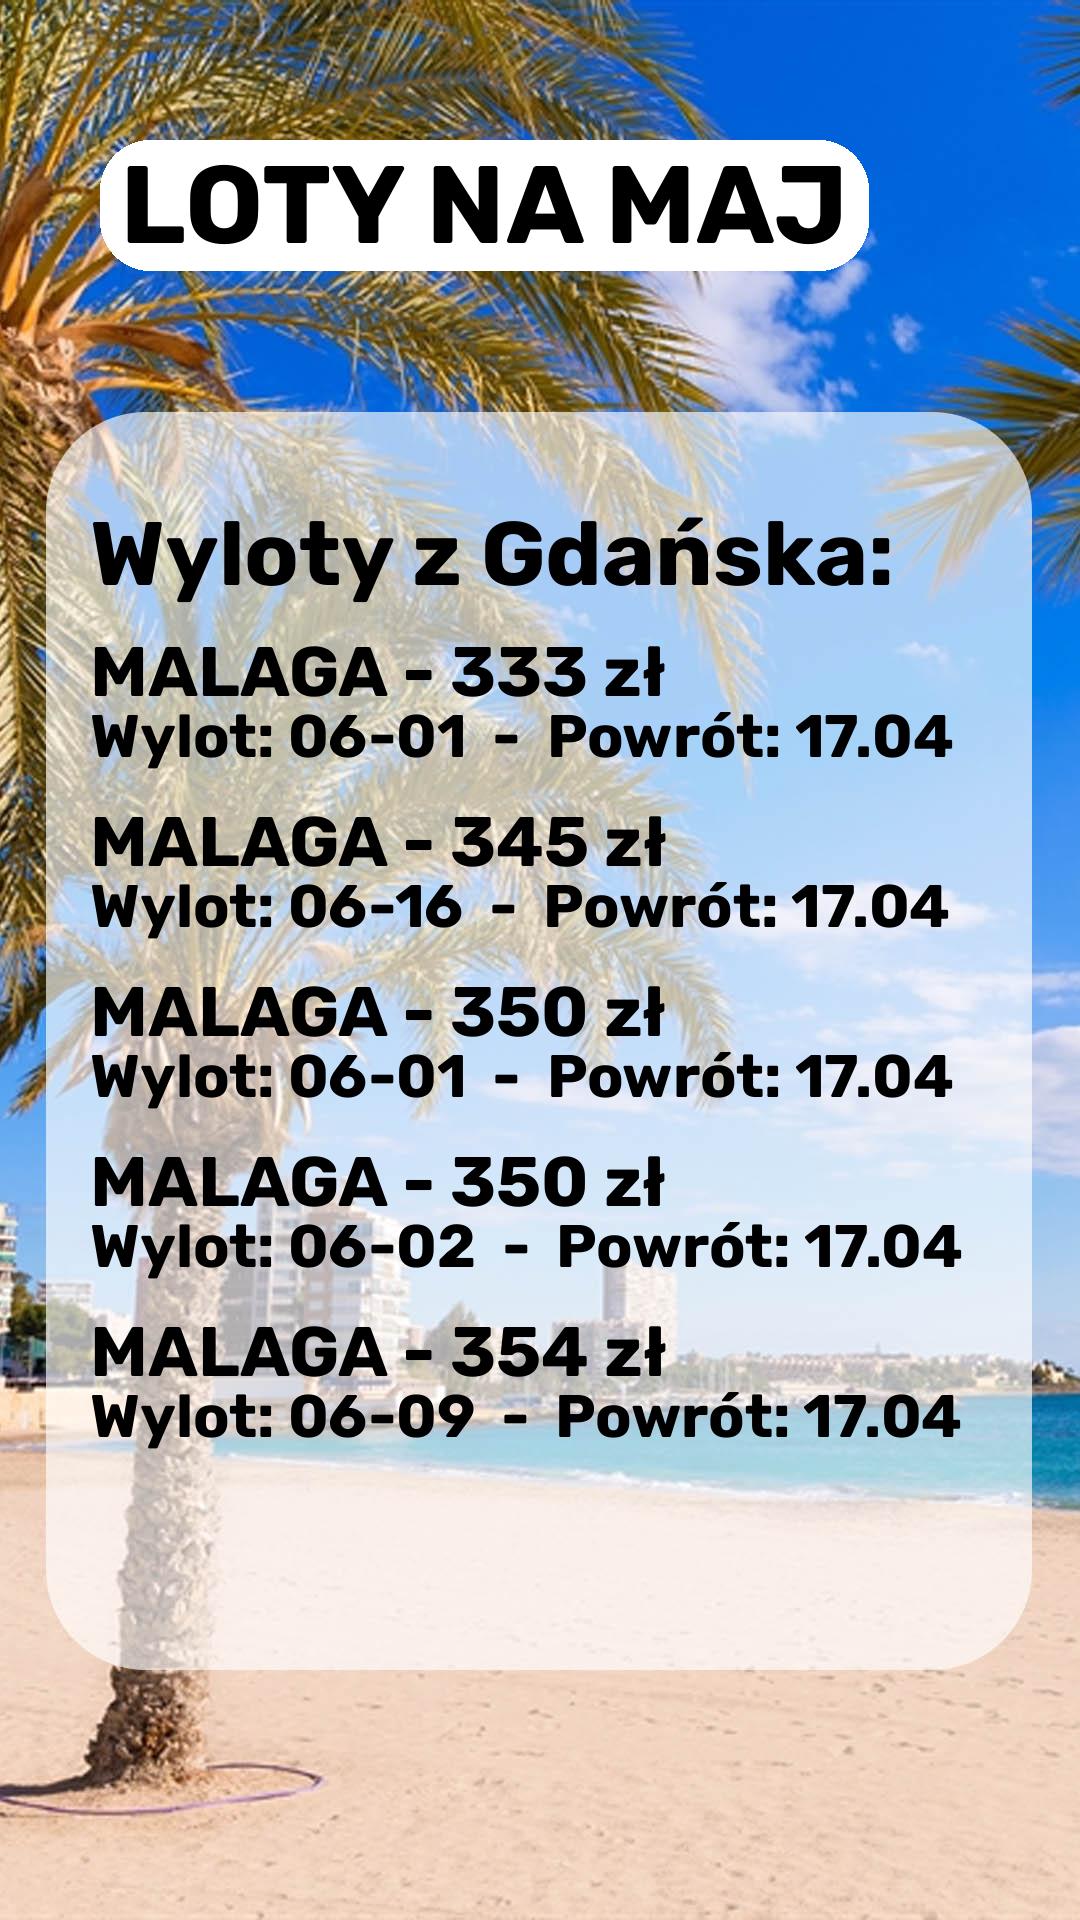 LOTY NA MAJ
Wyloty z Gdańska:
MALAGA - 333 zł
Wylot: 06-01 - Powrót: 17.04
MALAGA - 345 zł
Wylot: 06-16 - Powrót: 17.04
MALAGA - 350 zł
Wylot: 06-01 - Powrót: 17.04
MALAGA - 350 zł
Wylot: 06-02 - Powrót: 17.04
MALAGA - 354 zł
Wylot: 06-09 - Powrót: 17.04